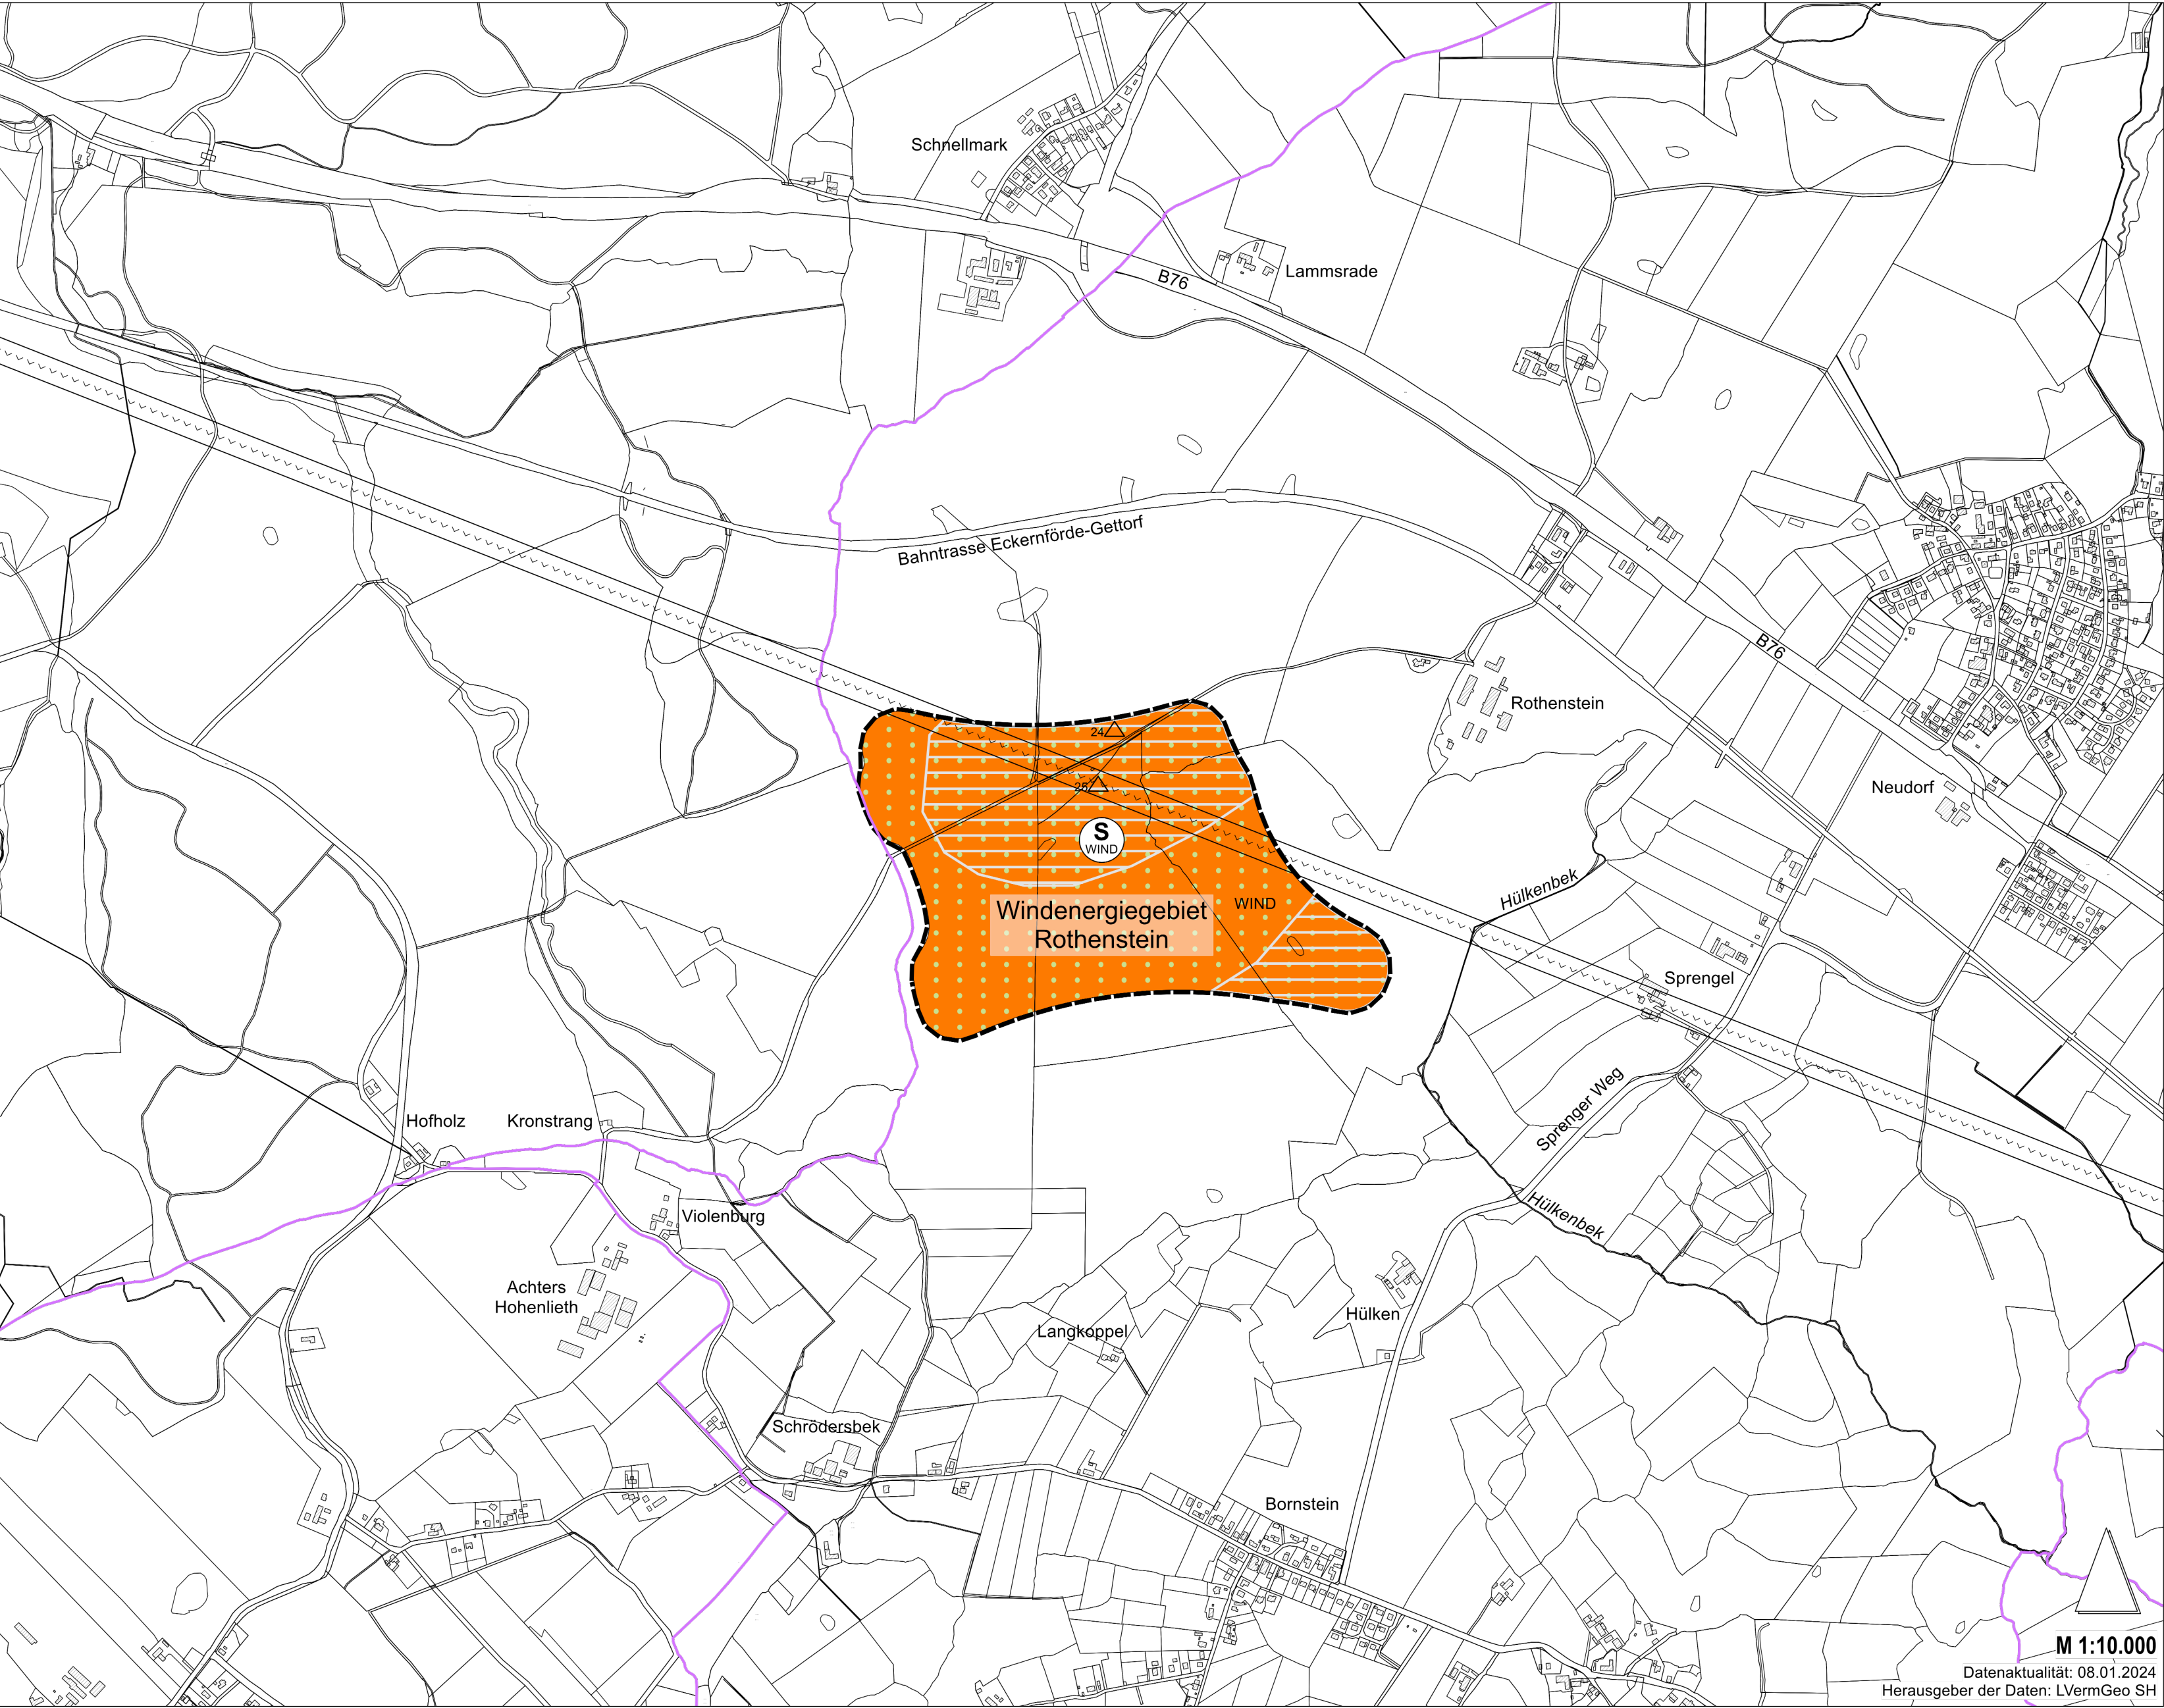 Schnellmark
Lammsrade
B76
Bahntrasse Eckernförde-Gettorf
B76
Rothenstein
24
25
Neudorf
S
WIND
Hülkenbek
Windenergiegebiet
Rothenstein
WIND
Sprengel
Sprenger Weg
Hofholz
Kronstrang
Violenburg
Hülkenbek
Achters
Hohenlieth
Hülken
Langkoppel
Schrödersbek
Bornstein
M 1:10.000
Datenaktualität: 08.01.2024
Herausgeber der Daten: LVermGeo SH